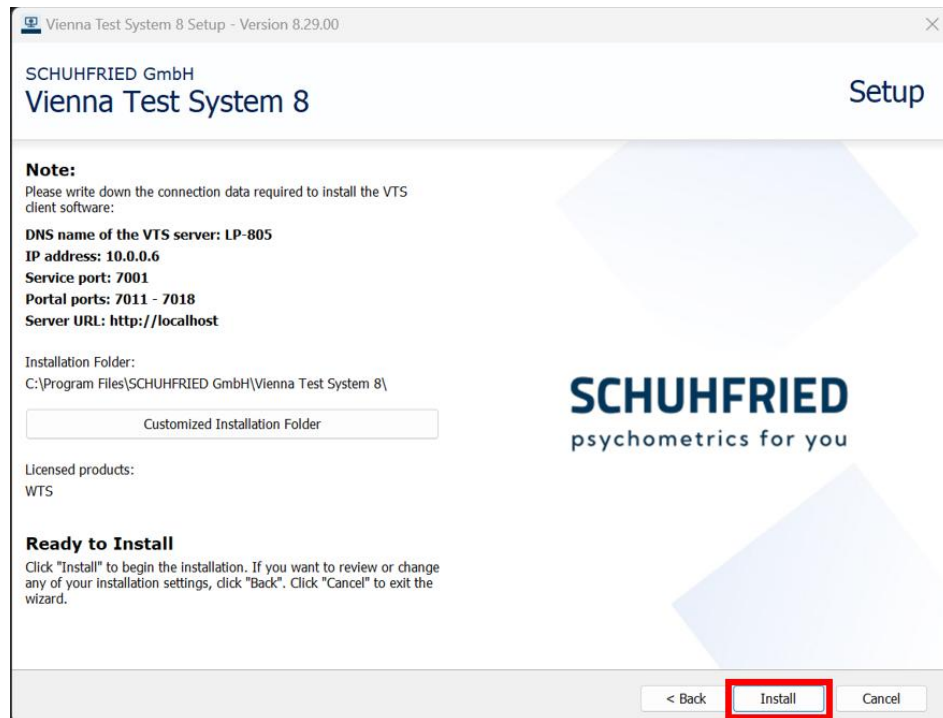 Vienna Test System 8 Setup - Version 8.29.00
SCHUHFRIED GmbH
Vienna Test System 8
Setup
Note:
Please write down the connection data required to install the VTS
client software:
DNS name of the VTS server: LP-805
IP address: 10.0.0.6
Service port: 7001
Portal ports: 7011 - 7018
Server URL: http://localhost
Installation Folder:
C:\Program Files\SCHUHFRIED GmbH\Vienna Test System 8\
Customized Installation Folder
Licensed products:
WTS
SCHUHFRIED
psychometrics for you
Ready to Install
Click "Install" to begin the installation. If you want to review or change
any of your installation settings, click "Back". Click "Cancel" to exit the
wizard.
< Back Install Cancel